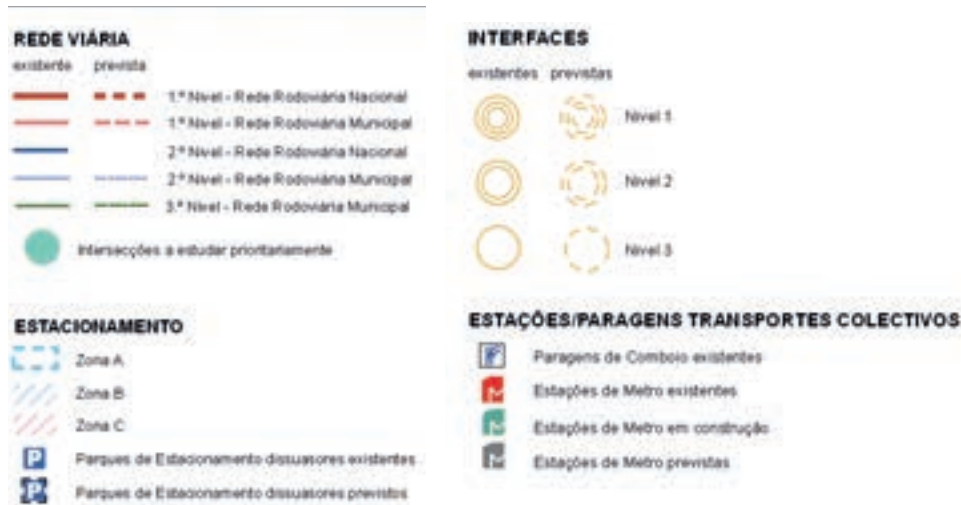 REDE VIÁRIA
existente prevista
1.º Nível - Rede Rodoviária Nacional
1.º Nível - Rede Rodoviária Municipal
2.º Nível - Rede Rodoviária Nacional
2.º Nível - Rede Rodoviária Municipal
3.º Nível - Rede Rodoviária Municipal
Intersecções a estudar prioritariamente
ESTACIONAMENTO
Zona A
Zona B
Zona C
P Parques de Estacionamento dissuasores existentes
P Parques de Estacionamento dissuasores previstos
INTERFACES
existentes previstas
Nível 1
Nível 2
Nível 3
ESTAÇÕES/PARAGENS TRANSPORTES COLECTIVOS
Paragens de Comboio existentes
Estações de Metro existentes
Estações de Metro em construção
Estações de Metro previstas